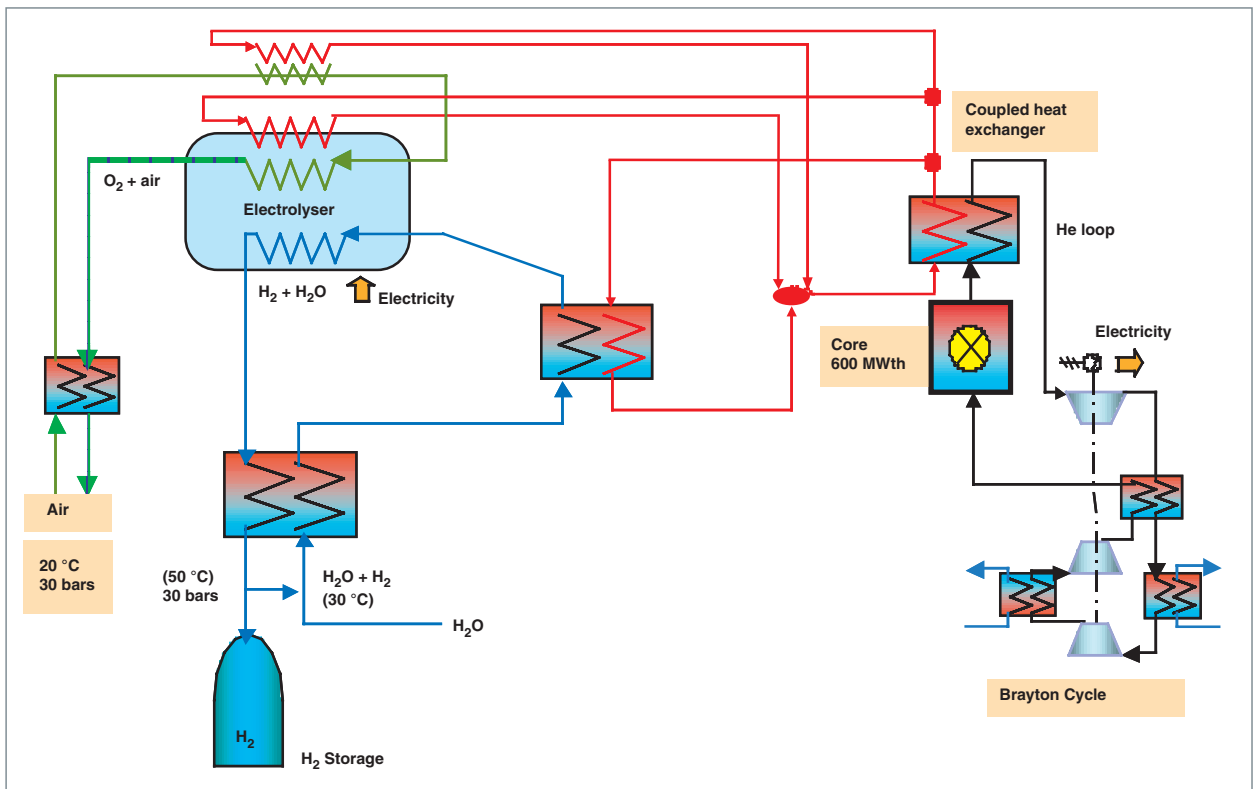 Coupled heat
exchanger
O₂ + air
Electrolyser
He loop
H₂ + H₂O
Electricity
Core
600 MWth
Electricity
Air
20 °C
30 bars
(50 °C)
30 bars
H₂O + H₂
(30 °C)
H₂O
Brayton Cycle
H₂
H₂ Storage